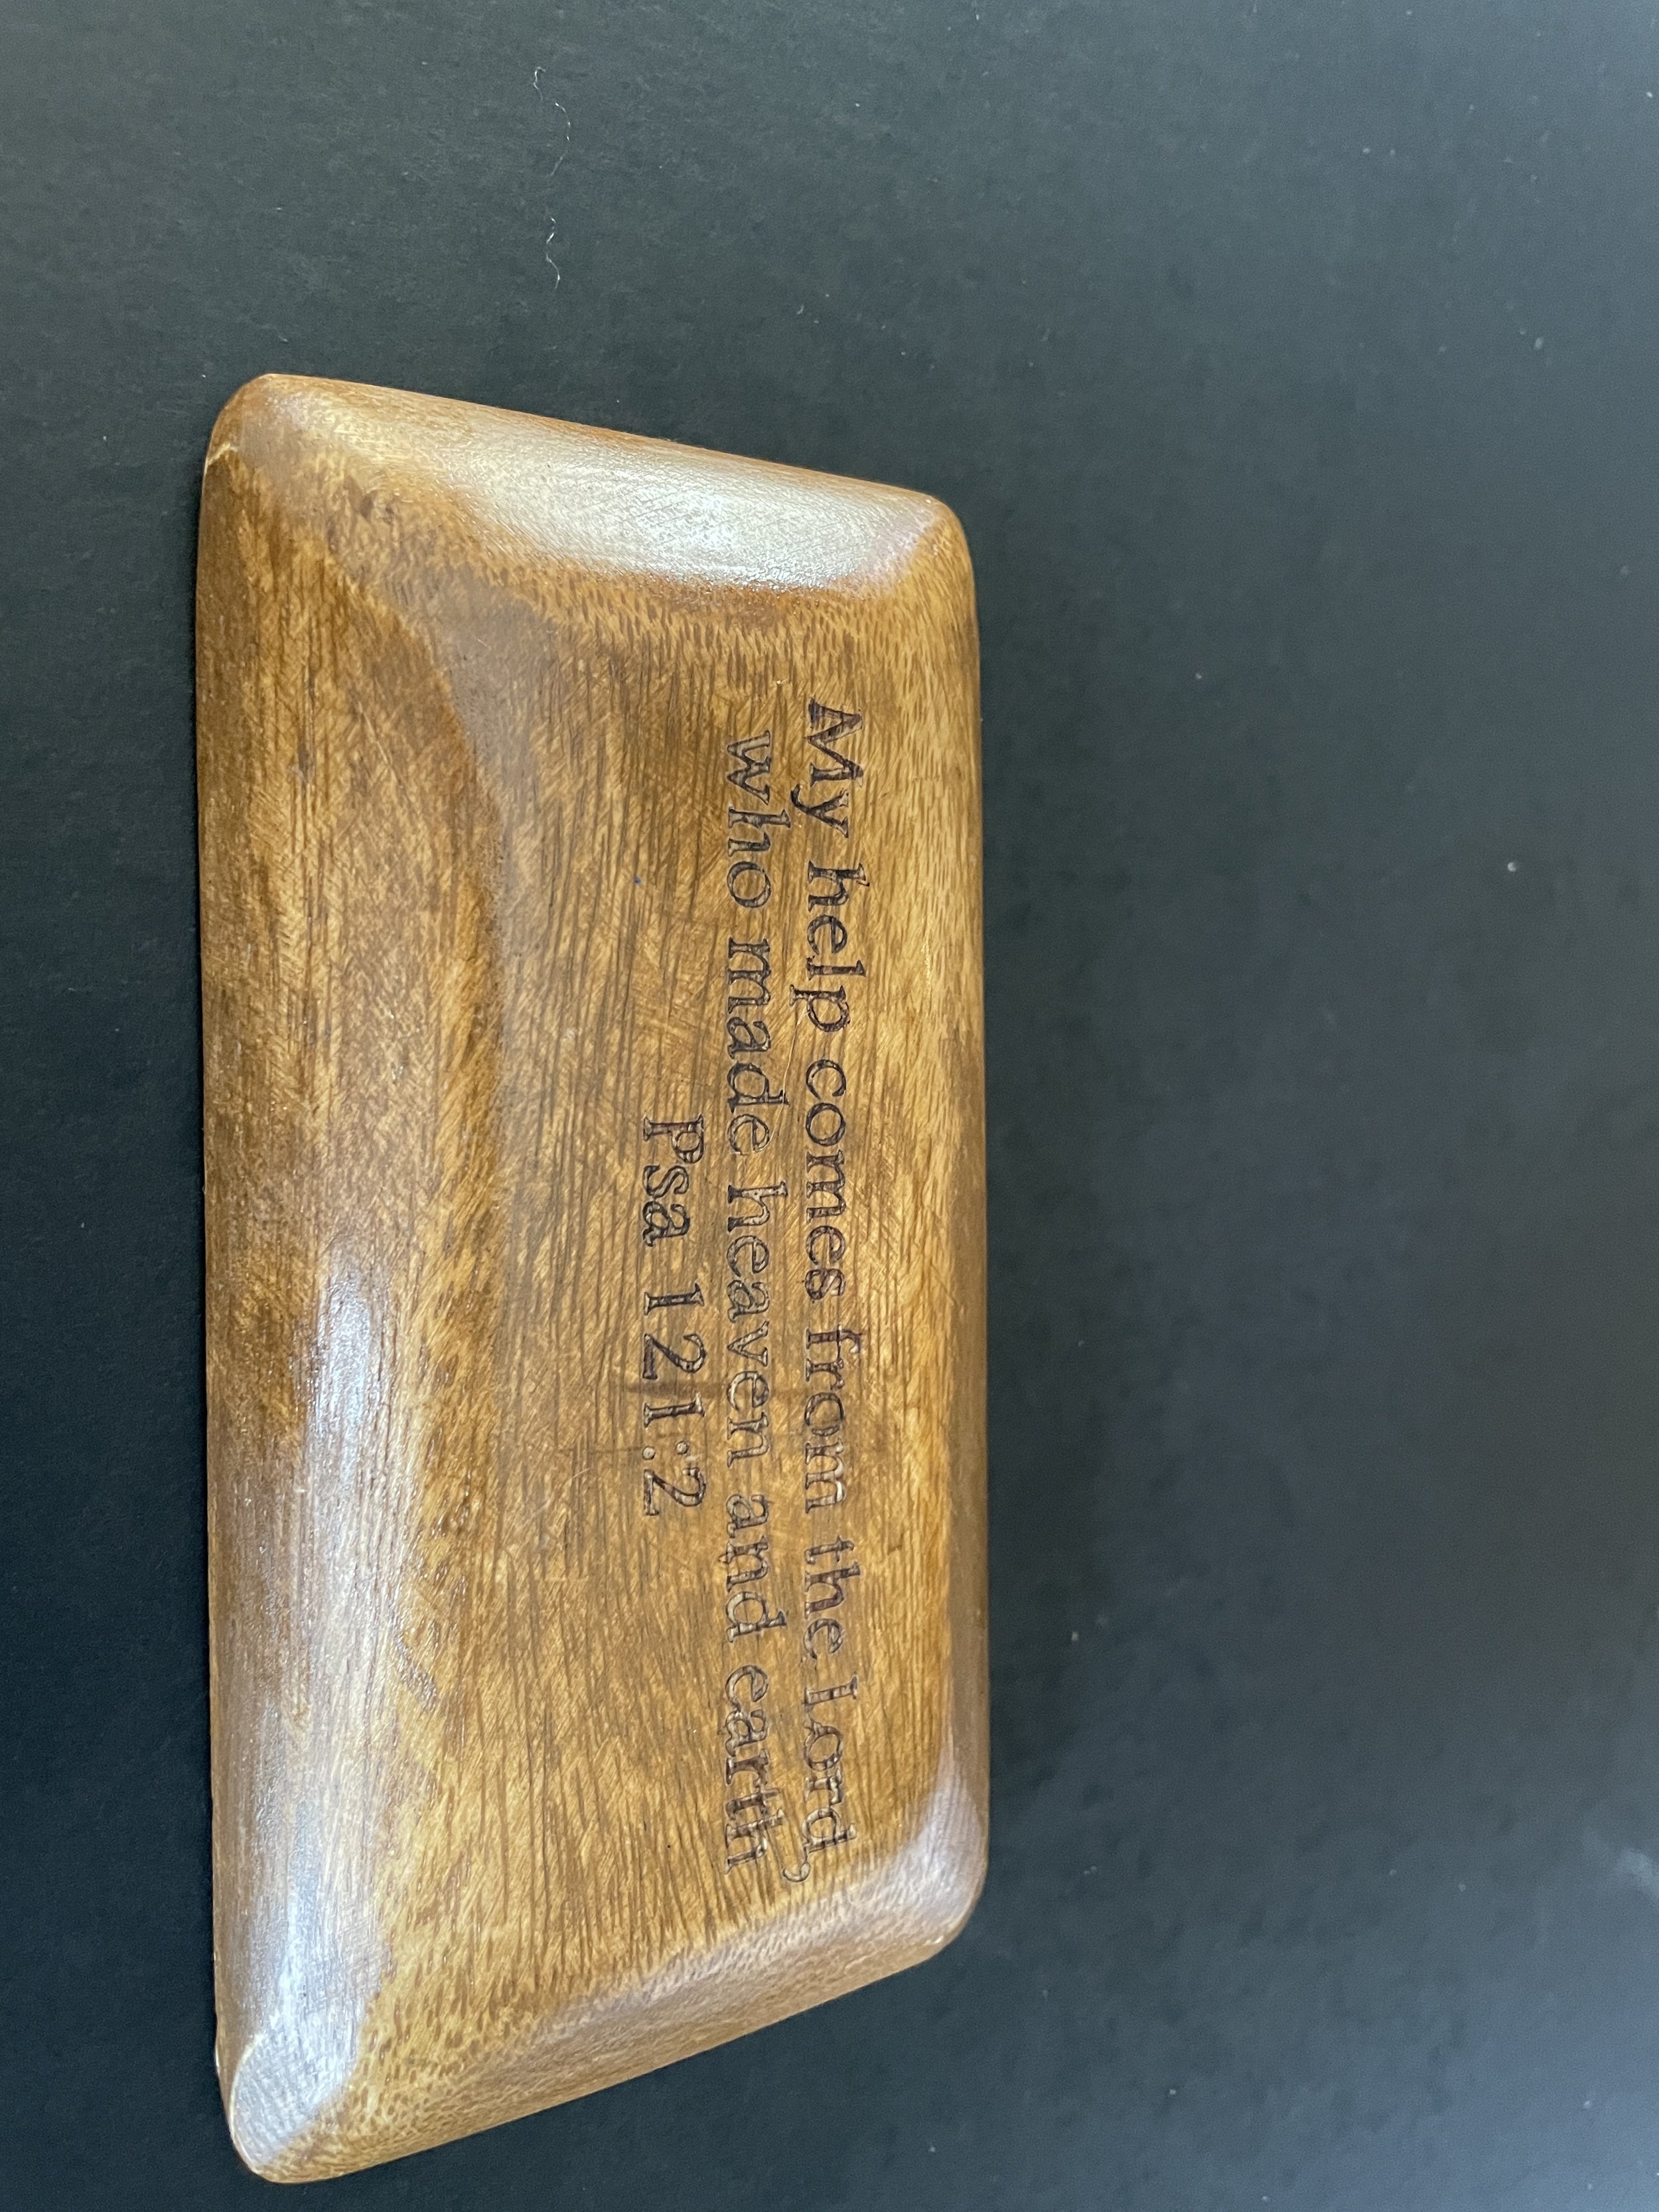 My help comes from the Lord,
who made heaven and earth
Psa 121:2